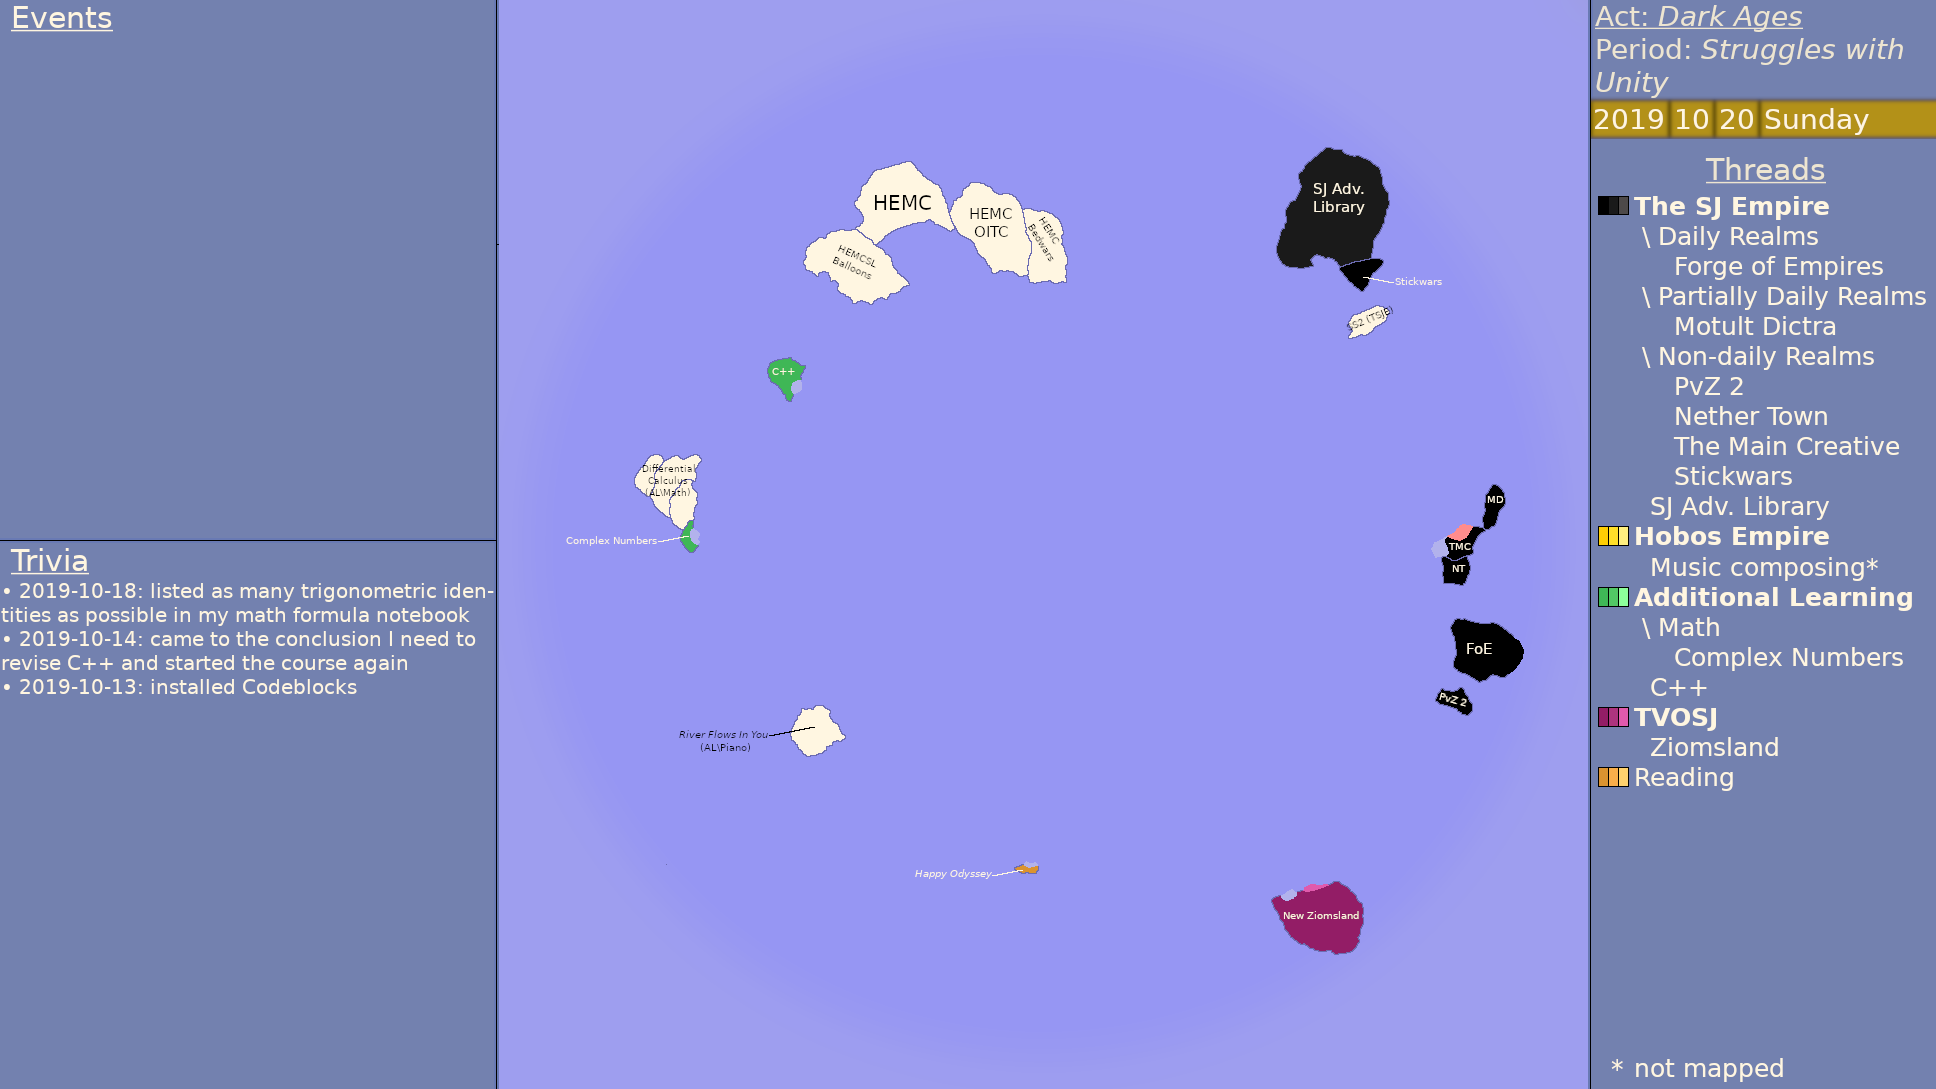 Events
Trivia
• 2019-10-18: listed as many trigonometric iden-
tities as possible in my math formula notebook
• 2019-10-14: came to the conclusion I need to
revise C++ and started the course again
• 2019-10-13: installed Codeblocks
HEMC
HEMC
OITC
HEMC
Bedwars
HEMCSL
Balloons
SJ Adv.
Library
Stickwars
S2 (TSJE)
C++
Differential
Calculus
(AL\Math)
Complex Numbers
MD
TMC
NT
FoE
PvZ 2
River Flows In You
(AL\Piano)
Happy Odyssey
New Ziomsland
Act: Dark Ages
Period: Struggles with
Unity
2019 10 20 Sunday
Threads
The SJ Empire
\ Daily Realms
Forge of Empires
\ Partially Daily Realms
Motult Dictra
\ Non-daily Realms
PvZ 2
Nether Town
The Main Creative
Stickwars
SJ Adv. Library
Hobos Empire
Music composing*
Additional Learning
\ Math
Complex Numbers
C++
TVOSJ
Ziomsland
Reading
* not mapped